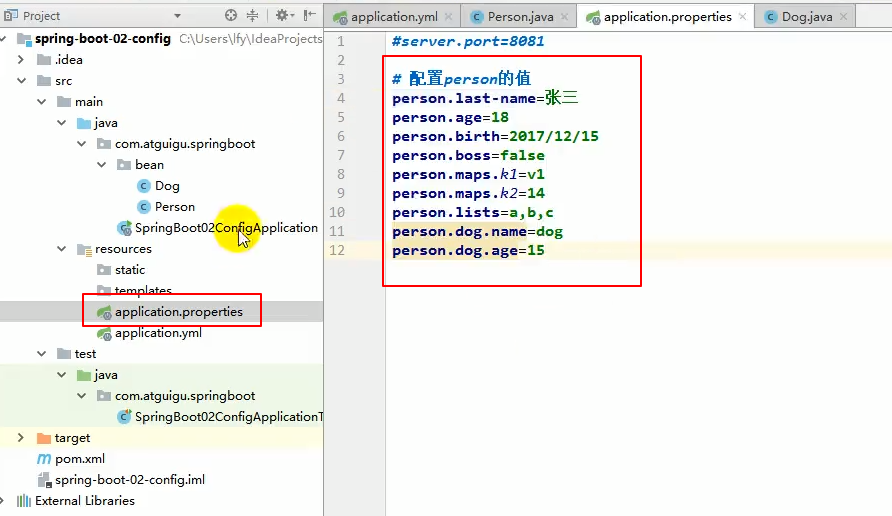 Project
spring-boot-02-config C:\Users\lfy\IdeaProjects
.idea
src
main
java
com.atguigu.springboot
bean
Dog
Person
SpringBoot02ConfigApplication
resources
static
templates
application.properties
application.yml
test
java
com.atguigu.springboot
SpringBoot02ConfigApplicationT
target
pom.xml
spring-boot-02-config.iml
External Libraries
application.yml Person.java application.properties Dog.java
1 #server.port=8081
2
3 # 配置person的值
4 person.last-name=张三
5 person.age=18
6 person.birth=2017/12/15
7 person.boss=false
8 person.maps.k1=v1
9 person.maps.k2=14
10 person.lists=a,b,c
11 person.dog.name=dog
12 person.dog.age=15